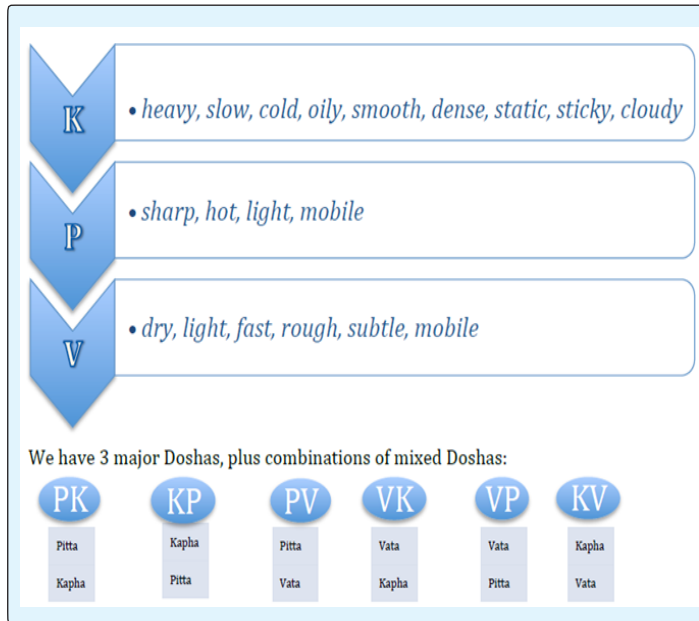 K
• heavy, slow, cold, oily, smooth, dense, static, sticky, cloudy
P
• sharp, hot, light, mobile
V
• dry, light, fast, rough, subtle, mobile
We have 3 major Doshas, plus combinations of mixed Doshas:
PK KP PV VK VP KV
Pitta Kapha Pitta Vata Vata Kapha
Kapha Pitta Vata Kapha Pitta Vata